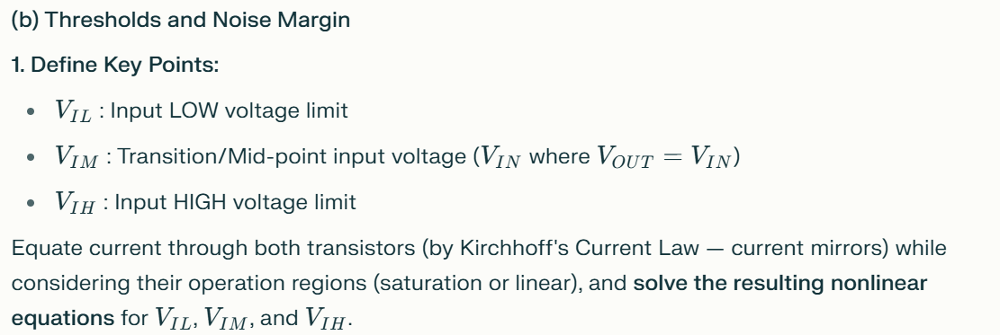 (b) Thresholds and Noise Margin
1. Define Key Points:
• V_{IL} : Input LOW voltage limit
• V_{IM} : Transition/Mid-point input voltage (V_{IN} where V_{OUT} = V_{IN})
• V_{IH} : Input HIGH voltage limit
Equate current through both transistors (by Kirchhoff's Current Law — current mirrors) while
considering their operation regions (saturation or linear), and solve the resulting nonlinear
equations for V_{IL}, V_{IM}, and V_{IH}.